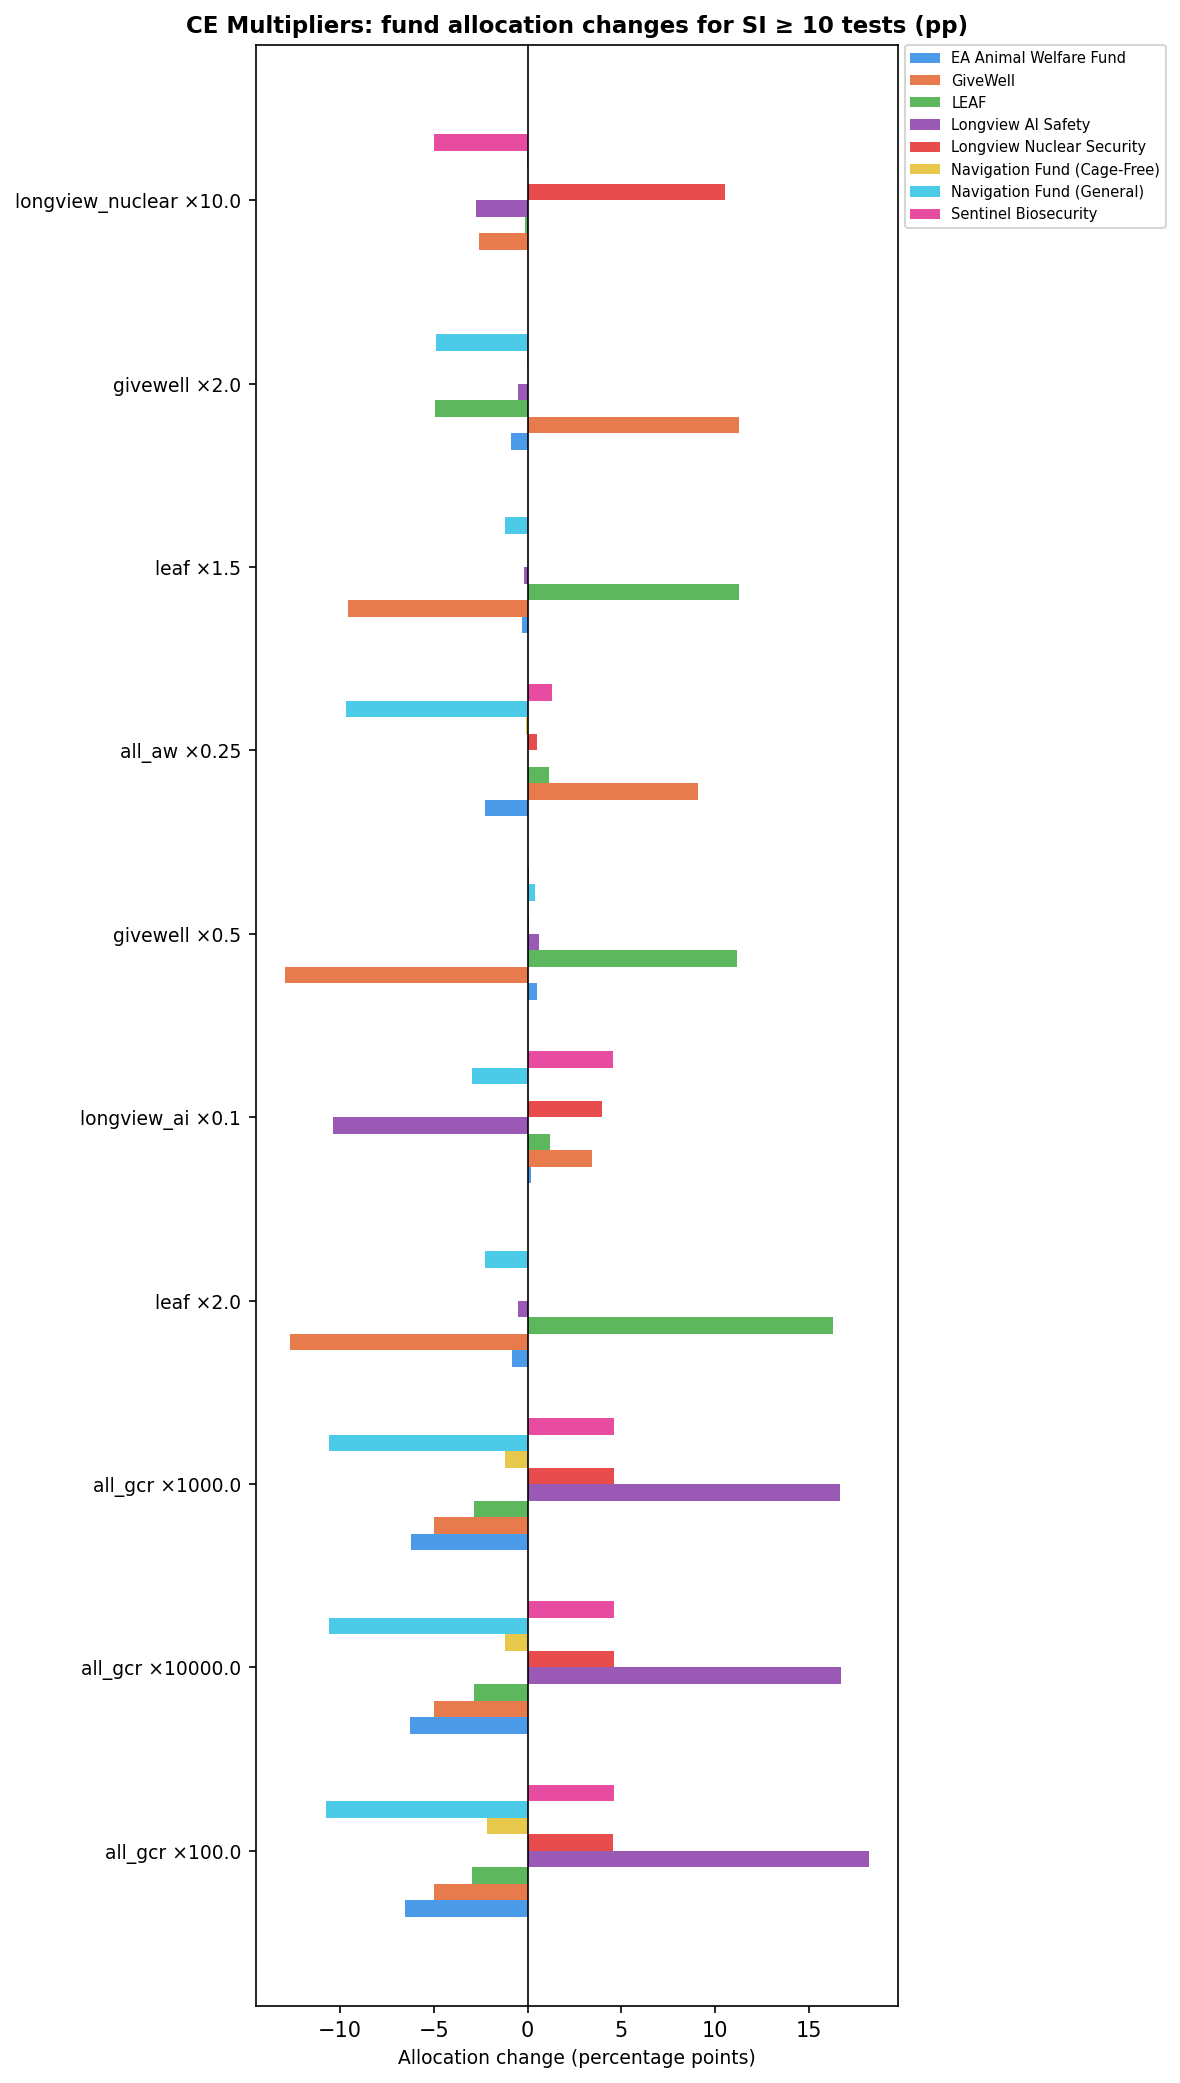 CE Multipliers: fund allocation changes for SI ≥ 10 tests (pp)
EA Animal Welfare Fund
GiveWell
LEAF
Longview AI Safety
Longview Nuclear Security
Navigation Fund (Cage-Free)
Navigation Fund (General)
Sentinel Biosecurity
longview_nuclear ×10.0
givewell ×2.0
leaf ×1.5
all_aw ×0.25
givewell ×0.5
longview_ai ×0.1
leaf ×2.0
all_gcr ×1000.0
all_gcr ×10000.0
all_gcr ×100.0
−10 −5 0 5 10 15
Allocation change (percentage points)